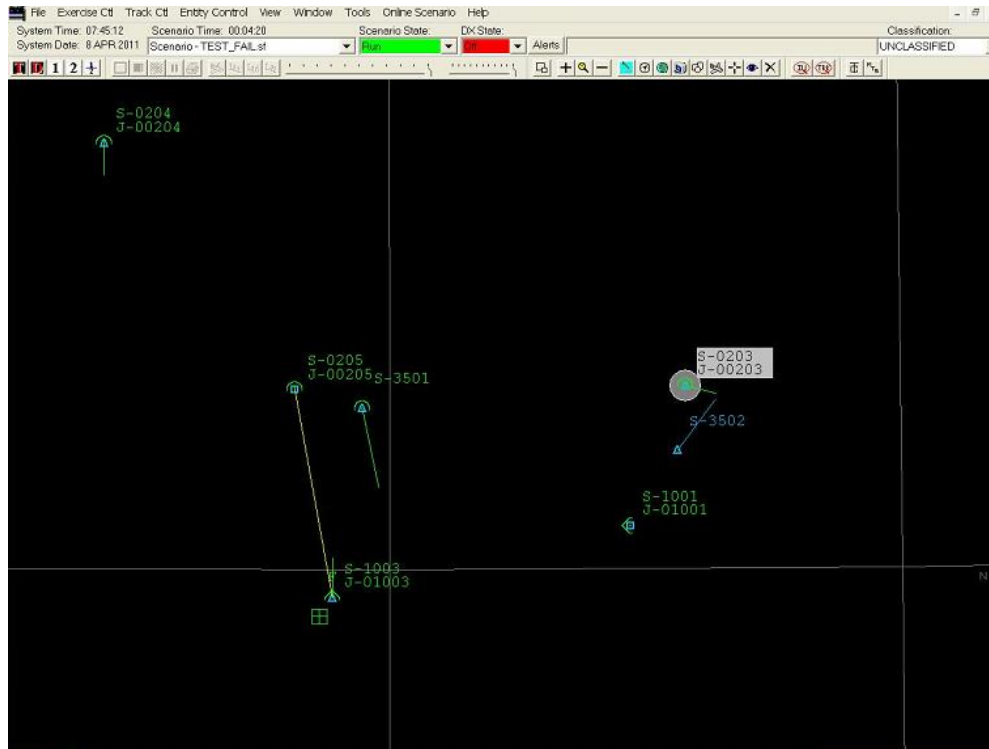 File Exercise Ctl Track Ctl Entity Control View Window Tools Online Scenario Help
System Time: 07:45:12 Scenario Time: 00:04:20 Scenario State: DX State: Classification:
System Date: 8 APR 2011 Scenario - TEST_FAIL.sf Run Off Alerts UNCLASSIFIED
1 2
S-0204
J-00204
S-0205
J-00205
S-3501
S-0203
J-00203
S-3502
S-1001
J-01001
S-1003
J-01003
N